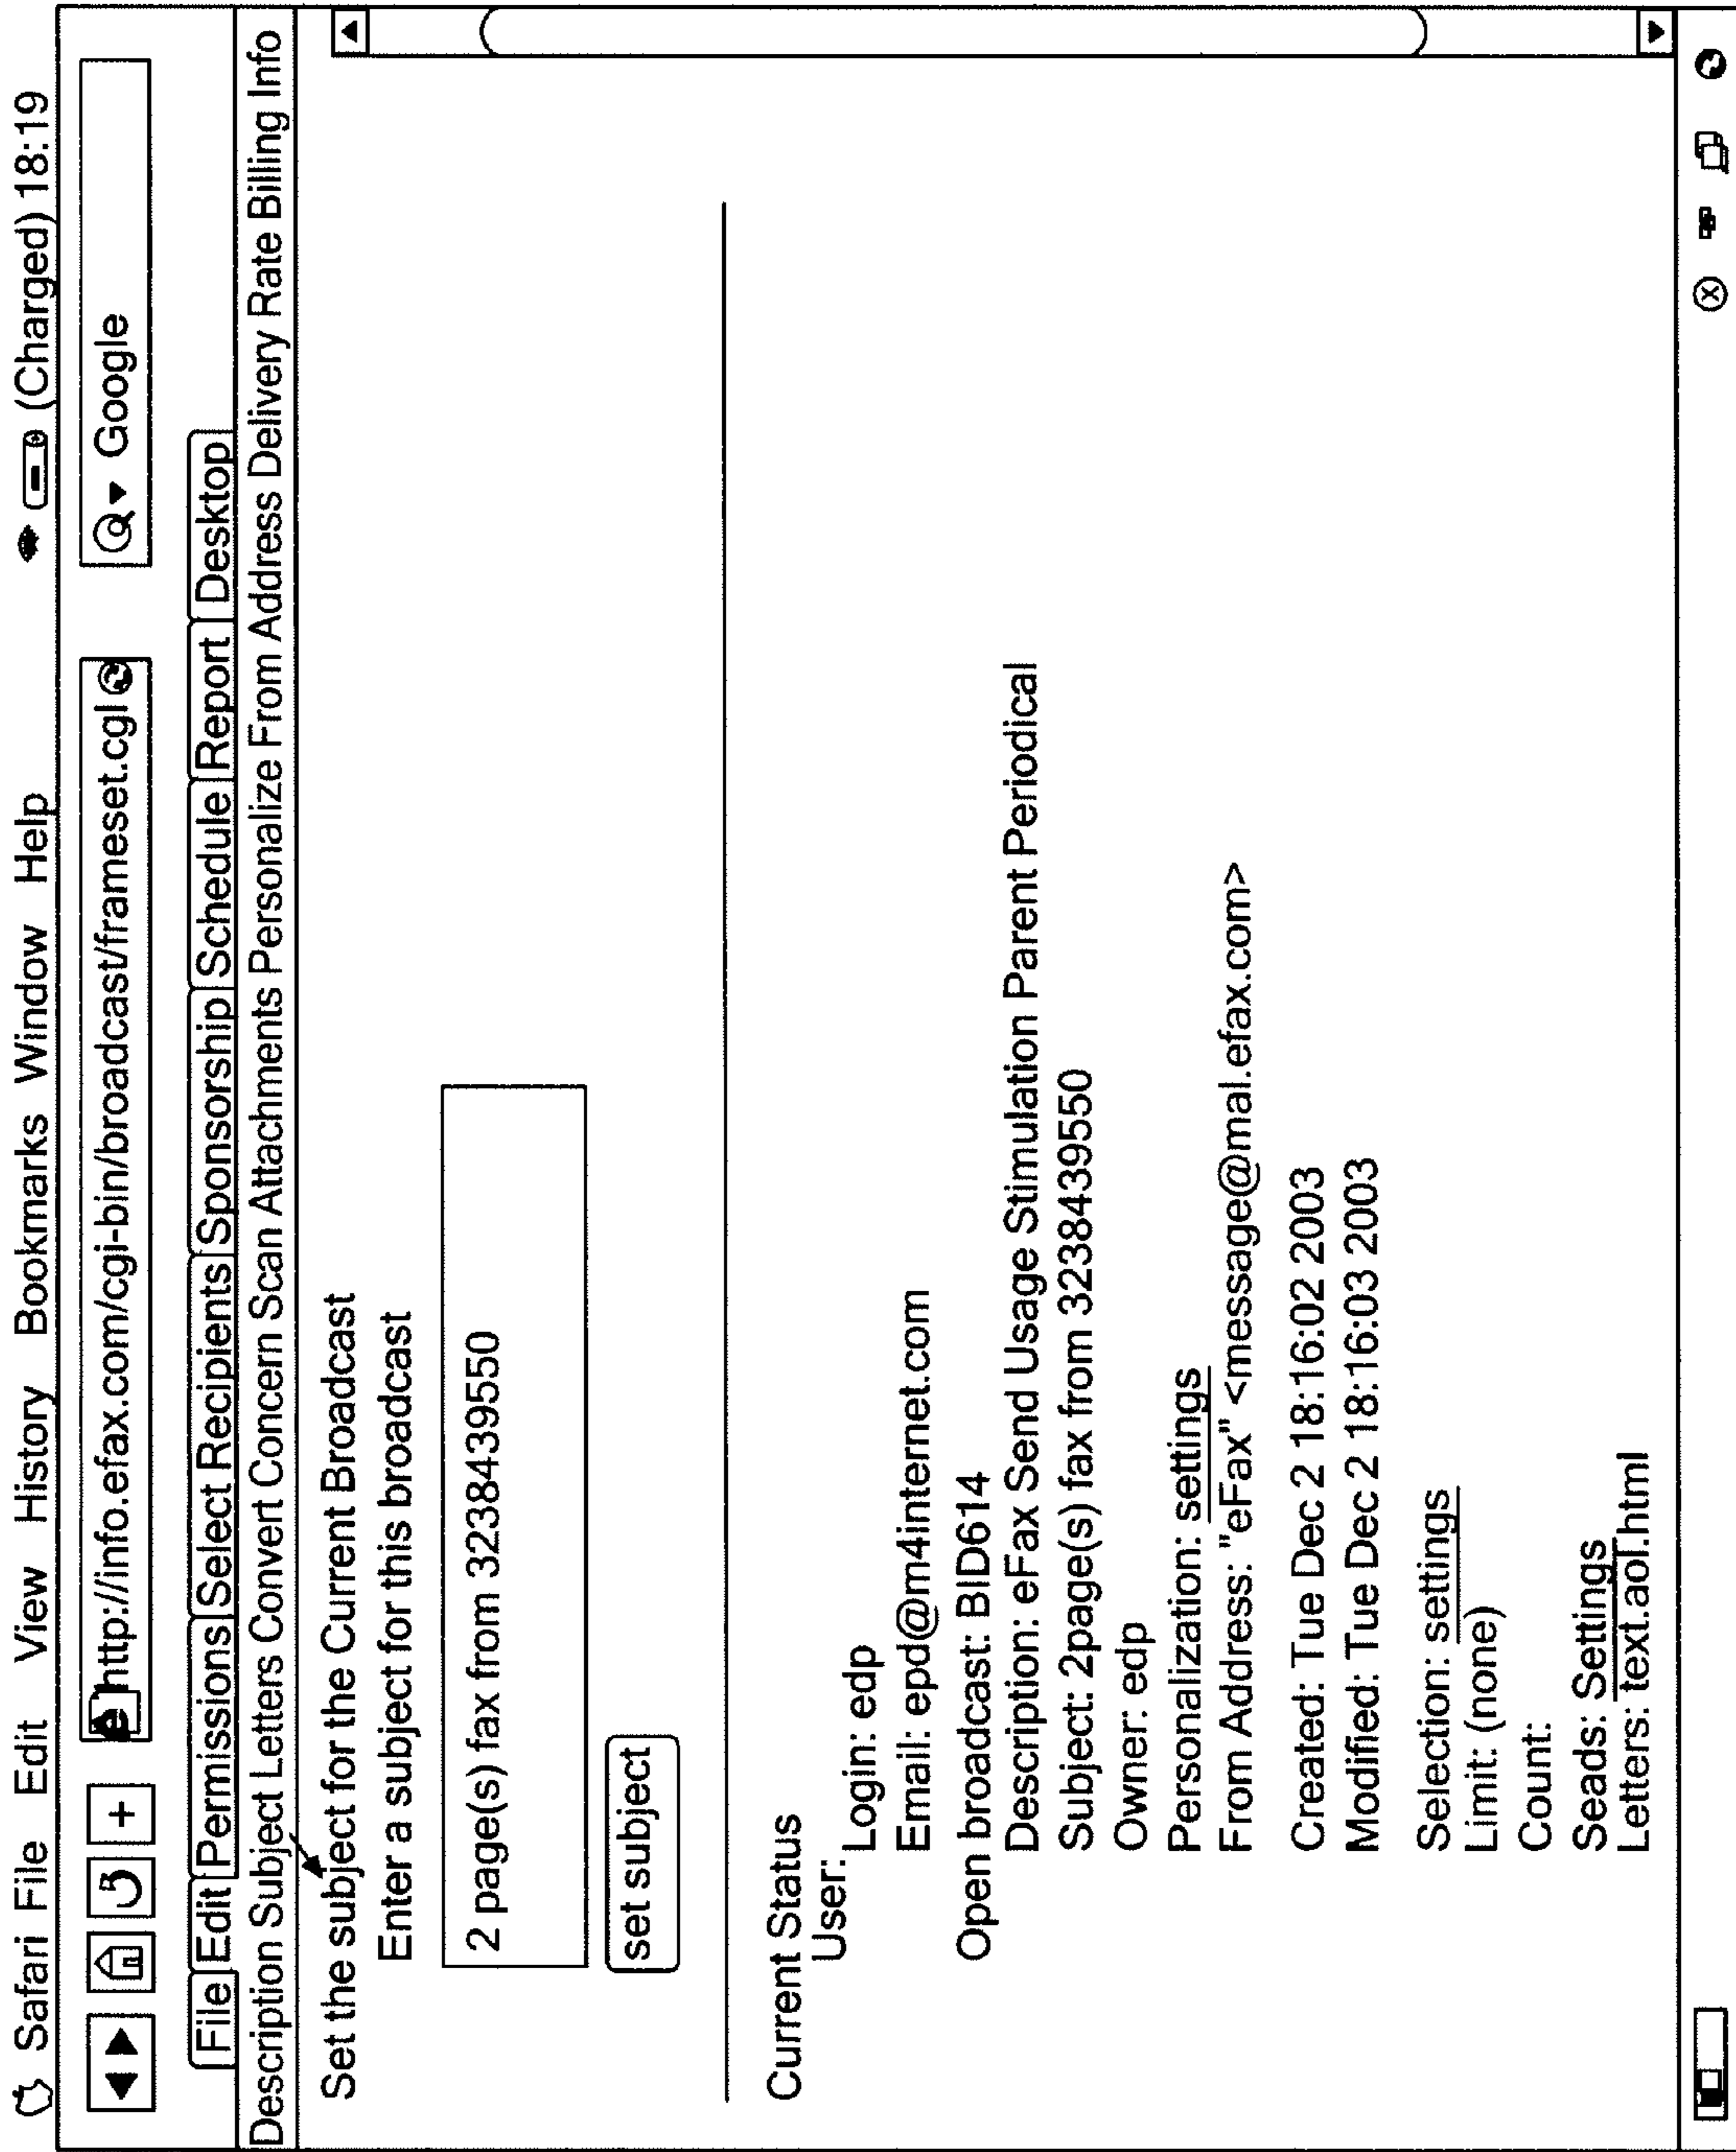 Safari File Edit View History Bookmarks Window Help (Charged) 18:19
http://info.efax.com/cgi-bin/broadcast/frameset.cgl Google
File Edit Permissions Select Recipients Sponsorship Schedule Report Desktop
Description Subject Letters Convert Concern Scan Attachments Personalize From Address Delivery Rate Billing Info
Set the subject for the Current Broadcast
Enter a subject for this broadcast
2 page(s) fax from 3238439550
set subject
Current Status
User:
Login: edp
Email: epd@m4internet.com
Open broadcast: BID614
Description: eFax Send Usage Stimulation Parent Periodical
Subject: 2page(s) fax from 3238439550
Owner: edp
Personalization: settings
From Address: "eFax" <message@mal.efax.com>
Created: Tue Dec 2 18:16:02 2003
Modified: Tue Dec 2 18:16:03 2003
Selection: settings
Limit: (none)
Count:
Seads: Settings
Letters: text.aol.html